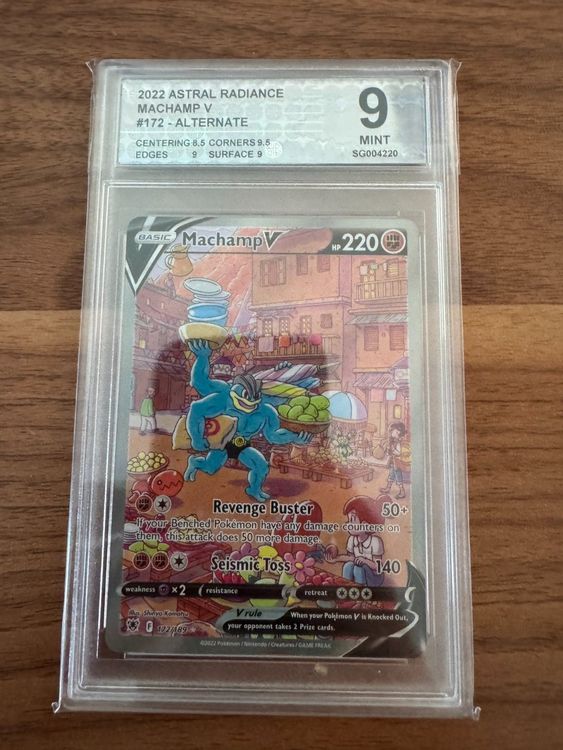 2022 ASTRAL RADIANCE
MACHAMP V
#172 - ALTERNATE
CENTERING 8.5 CORNERS 9.5
EDGES 9 SURFACE 9
9
MINT
SG004220
BASIC Machamp V HP 220
Revenge Buster 50+
If your Benched Pokémon have any damage counters on them, this attack does 50 more damage.
Seismic Toss 140
weakness ×2 resistance retreat
Illus. Shinya Komatsu
V rule When your Pokémon V is Knocked Out,
your opponent takes 2 Prize cards.
F 172/189
©2022 Pokémon / Nintendo / Creatures / GAME FREAK